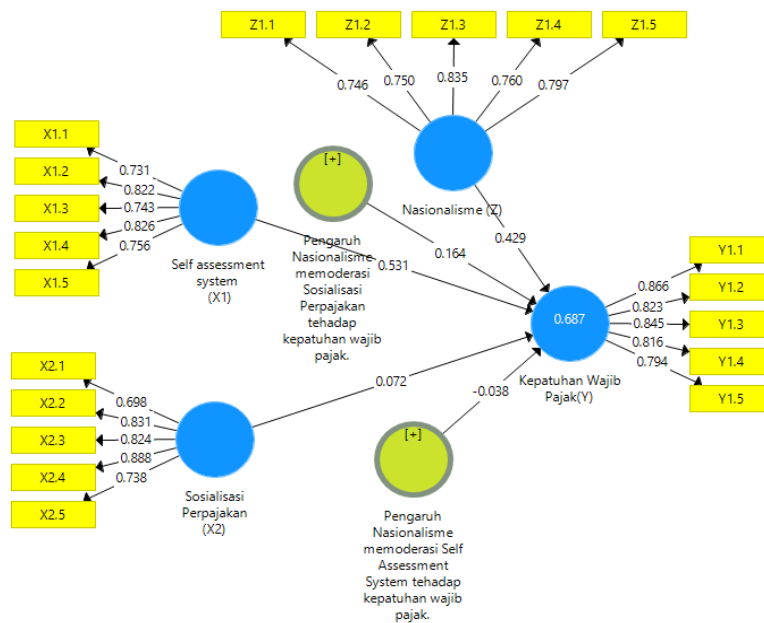 Z1.1
Z1.2
Z1.3
Z1.4
Z1.5
0.746
0.750
0.835
0.760
0.797
X1.1
X1.2
X1.3
X1.4
X1.5
0.731
0.822
0.743
0.826
0.756
Self assessment
system
(X1)
[+]
Pengaruh
Nasionalisme
memoderasi
Sosialisasi
Perpajakan
tehadap
kepatuhan wajib
pajak.
Nasionalisme (Z)
0.429
0.164
0.531
0.687
Kepatuhan Wajib
Pajak(Y)
0.866
0.823
0.845
0.816
0.794
Y1.1
Y1.2
Y1.3
Y1.4
Y1.5
X2.1
X2.2
X2.3
X2.4
X2.5
0.698
0.831
0.824
0.888
0.738
Sosialisasi
Perpajakan
(X2)
0.072
-0.038
[+]
Pengaruh
Nasionalisme
memoderasi Self
Assessment
System tehadap
kepatuhan wajib
pajak.